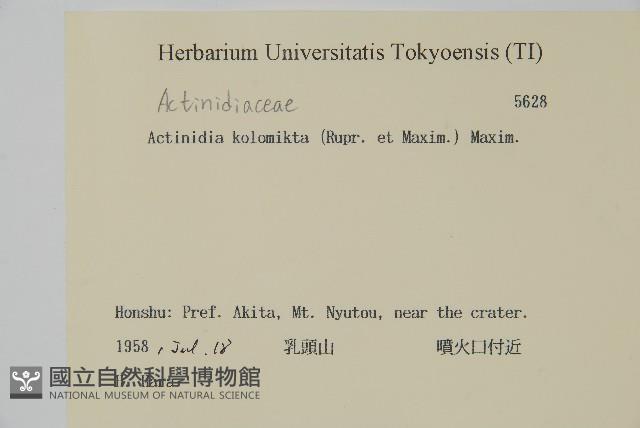 Herbarium Universitatis Tokyoensis (TI)
Actinidiaceae 5628
Actinidia kolomikta (Rupr. et Maxim.) Maxim.
Honshu: Pref. Akita, Mt. Nyutou, near the crater.
1958, Jul. 18 乳頭山 噴火口付近
國立自然科學博物館
NATIONAL MUSEUM OF NATURAL SCIENCE